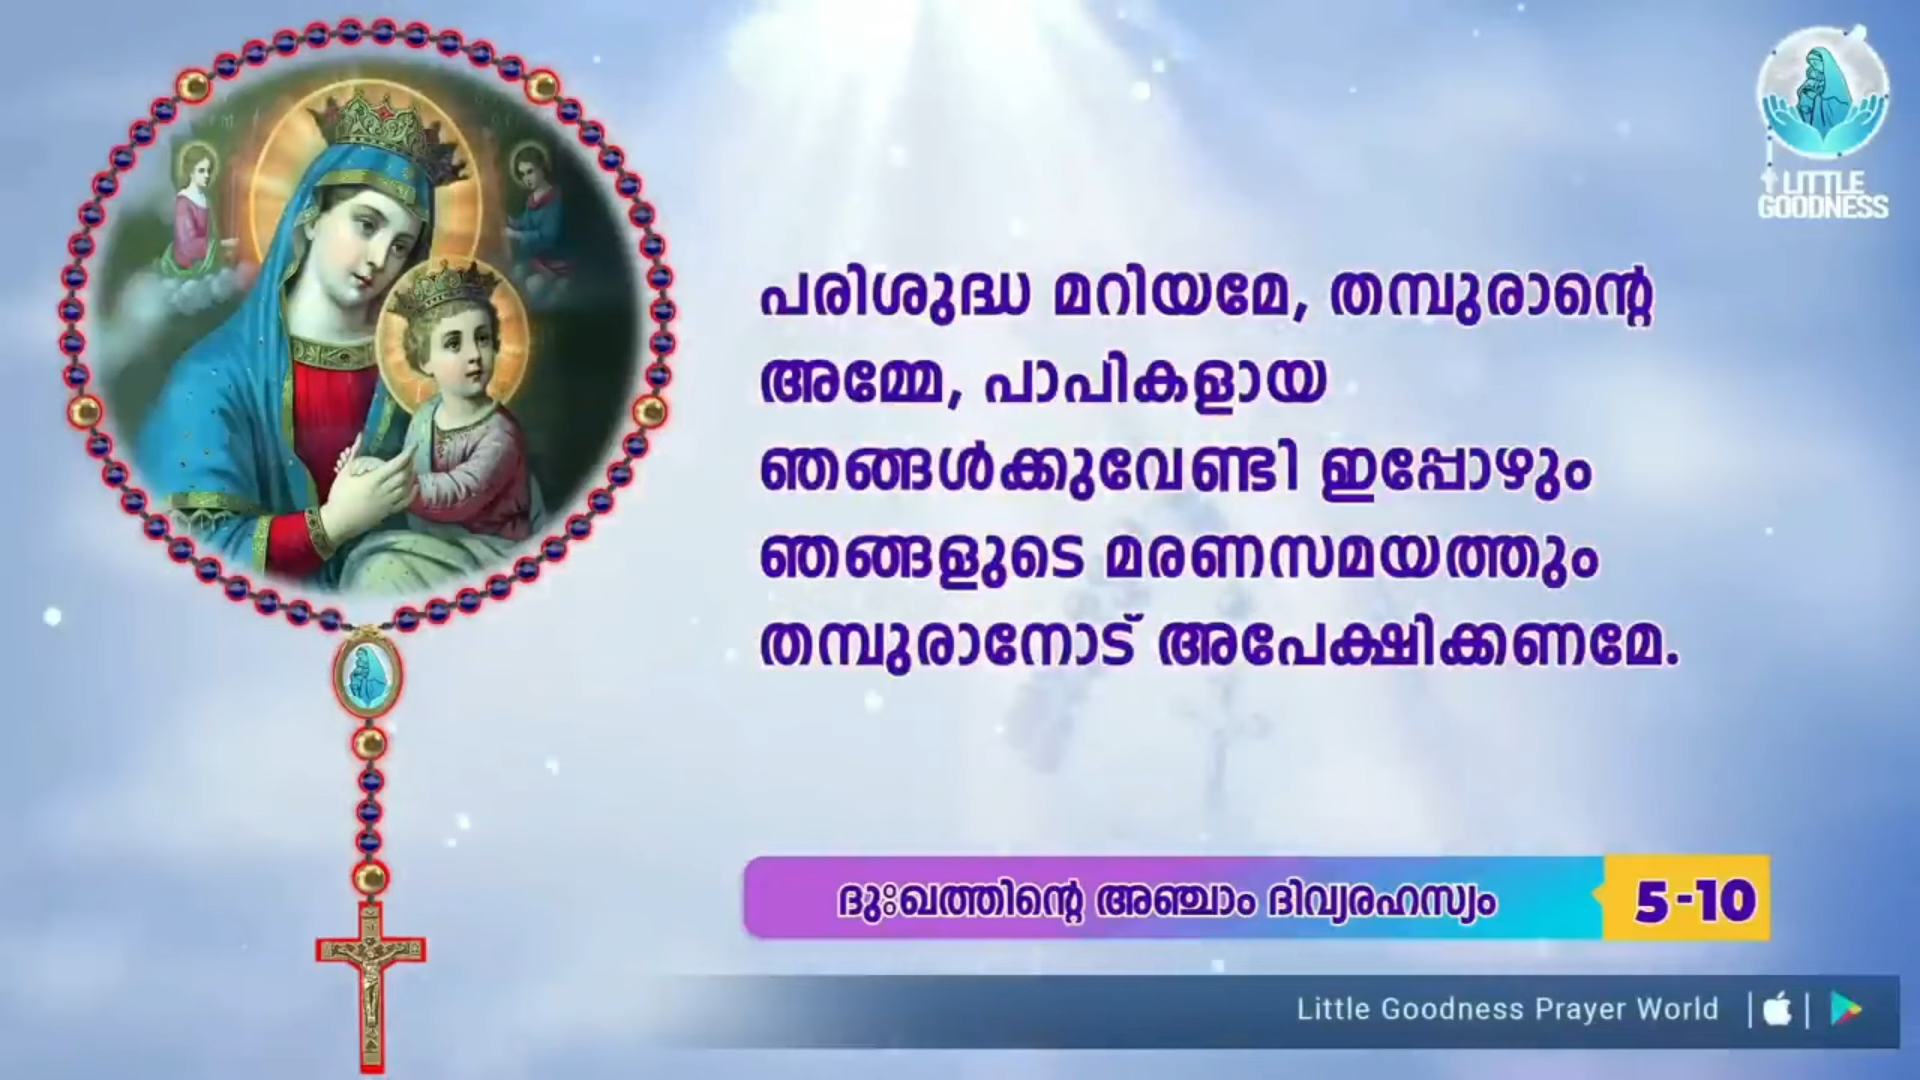 LITTLE
GOODNESS
പരിശുദ്ധ മറിയമേ, തമ്പുരാന്റെ
അമ്മേ, പാപികളായ
ഞങ്ങൾക്കുവേണ്ടി ഇപ്പോഴും
ഞങ്ങളുടെ മരണസമയത്തും
തമ്പുരാനോട് അപേക്ഷിക്കണമേ.
ദുഃഖത്തിന്റെ അഞ്ചാം ദിവ്യരഹസ്യം 5-10
Little Goodness Prayer World